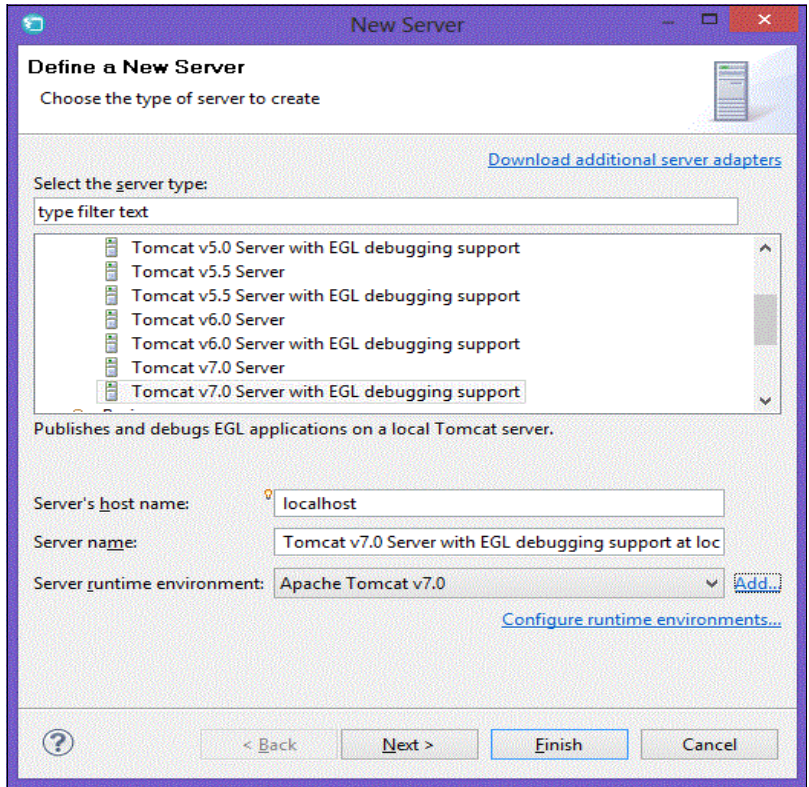 New Server
Define a New Server
Choose the type of server to create
Download additional server adapters
Select the server type:
type filter text
Tomcat v5.0 Server with EGL debugging support
Tomcat v5.5 Server
Tomcat v5.5 Server with EGL debugging support
Tomcat v6.0 Server
Tomcat v6.0 Server with EGL debugging support
Tomcat v7.0 Server
Tomcat v7.0 Server with EGL debugging support
Publishes and debugs EGL applications on a local Tomcat server.
Server's host name: localhost
Server name: Tomcat v7.0 Server with EGL debugging support at loc
Server runtime environment: Apache Tomcat v7.0 Add...
Configure runtime environments...
? < Back Next > Finish Cancel